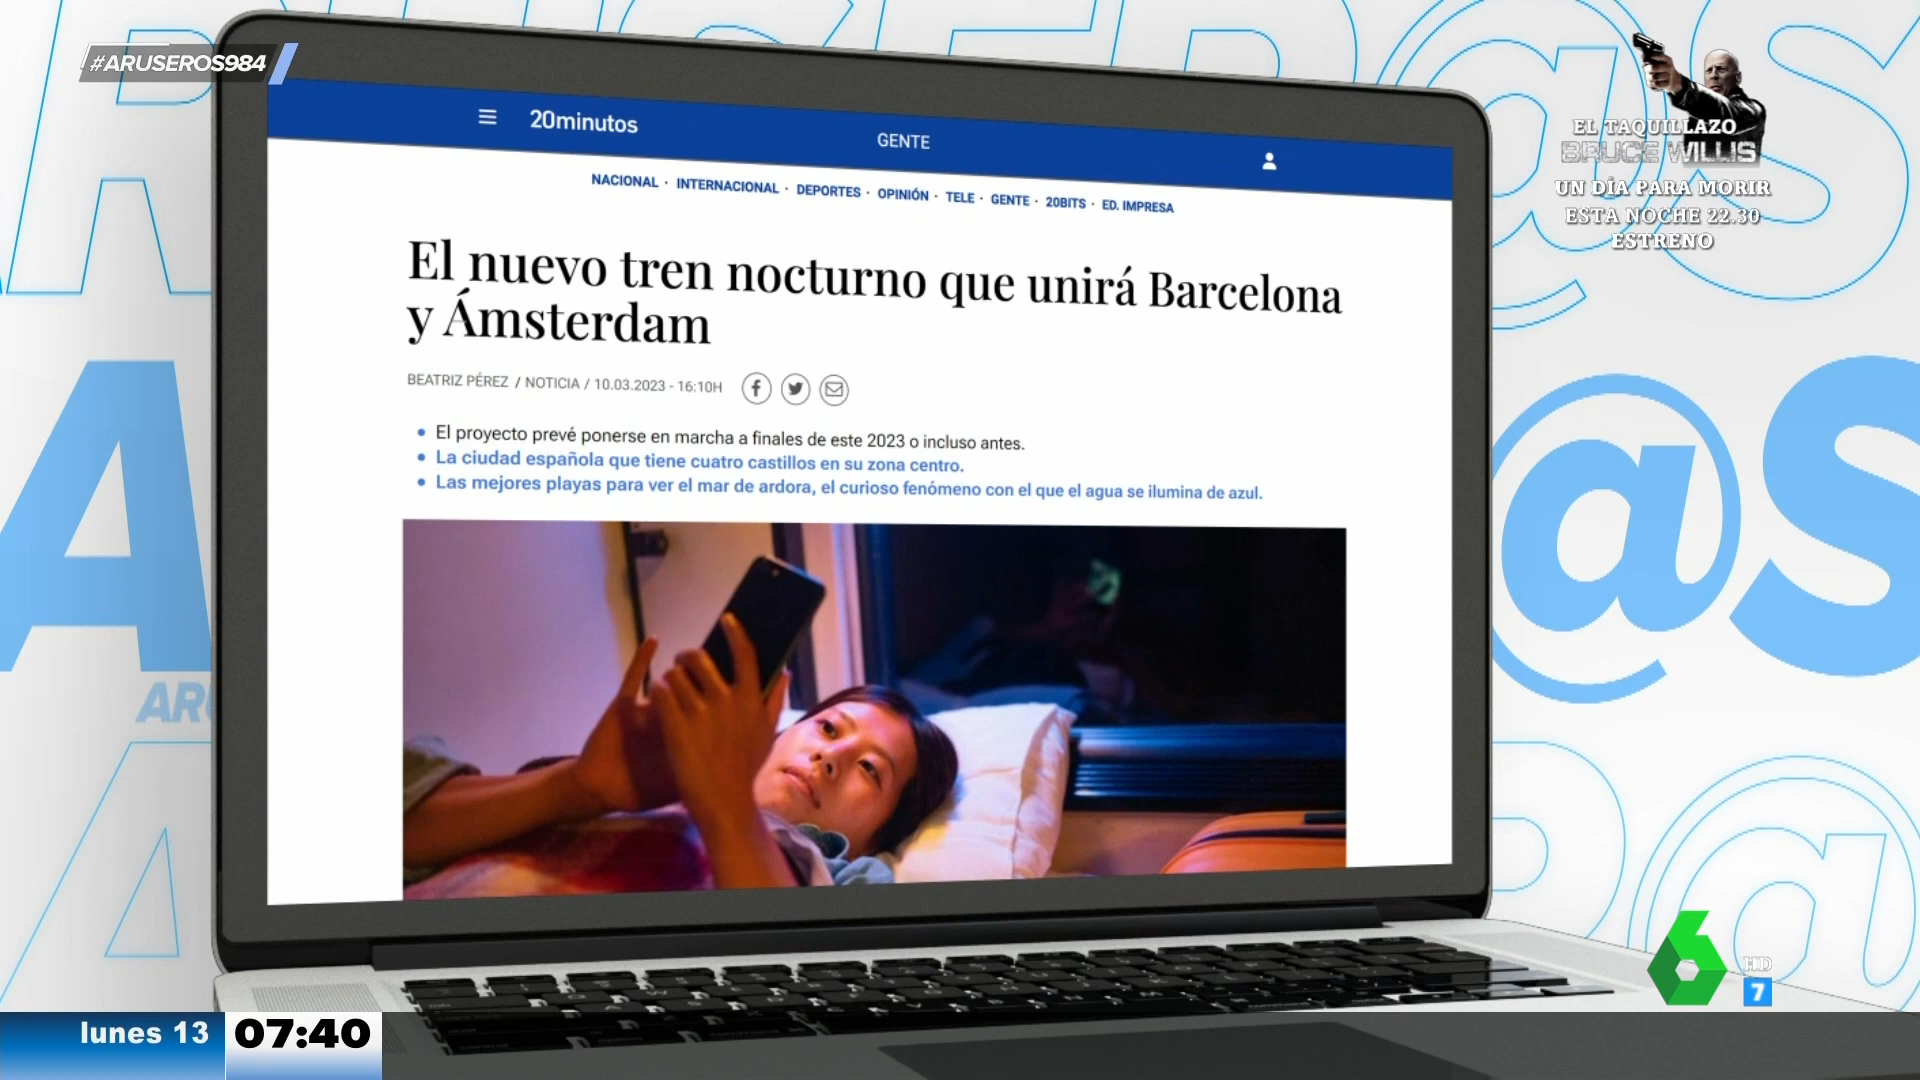 #ARUSEROS984
EL TAQUILLAZO
BRUCE WILLIS
UN DÍA PARA MORIR
ESTA NOCHE 22.30
ESTRENO
20minutos
GENTE
NACIONAL · INTERNACIONAL · DEPORTES · OPINIÓN · TELE · GENTE · 20BITS · ED. IMPRESA
El nuevo tren nocturno que unirá Barcelona
y Ámsterdam
BEATRIZ PÉREZ / NOTICIA / 10.03.2023 - 16:10H
• El proyecto prevé ponerse en marcha a finales de este 2023 o incluso antes.
• La ciudad española que tiene cuatro castillos en su zona centro.
• Las mejores playas para ver el mar de ardora, el curioso fenómeno con el que el agua se ilumina de azul.
HD
7
lunes 13
07:40